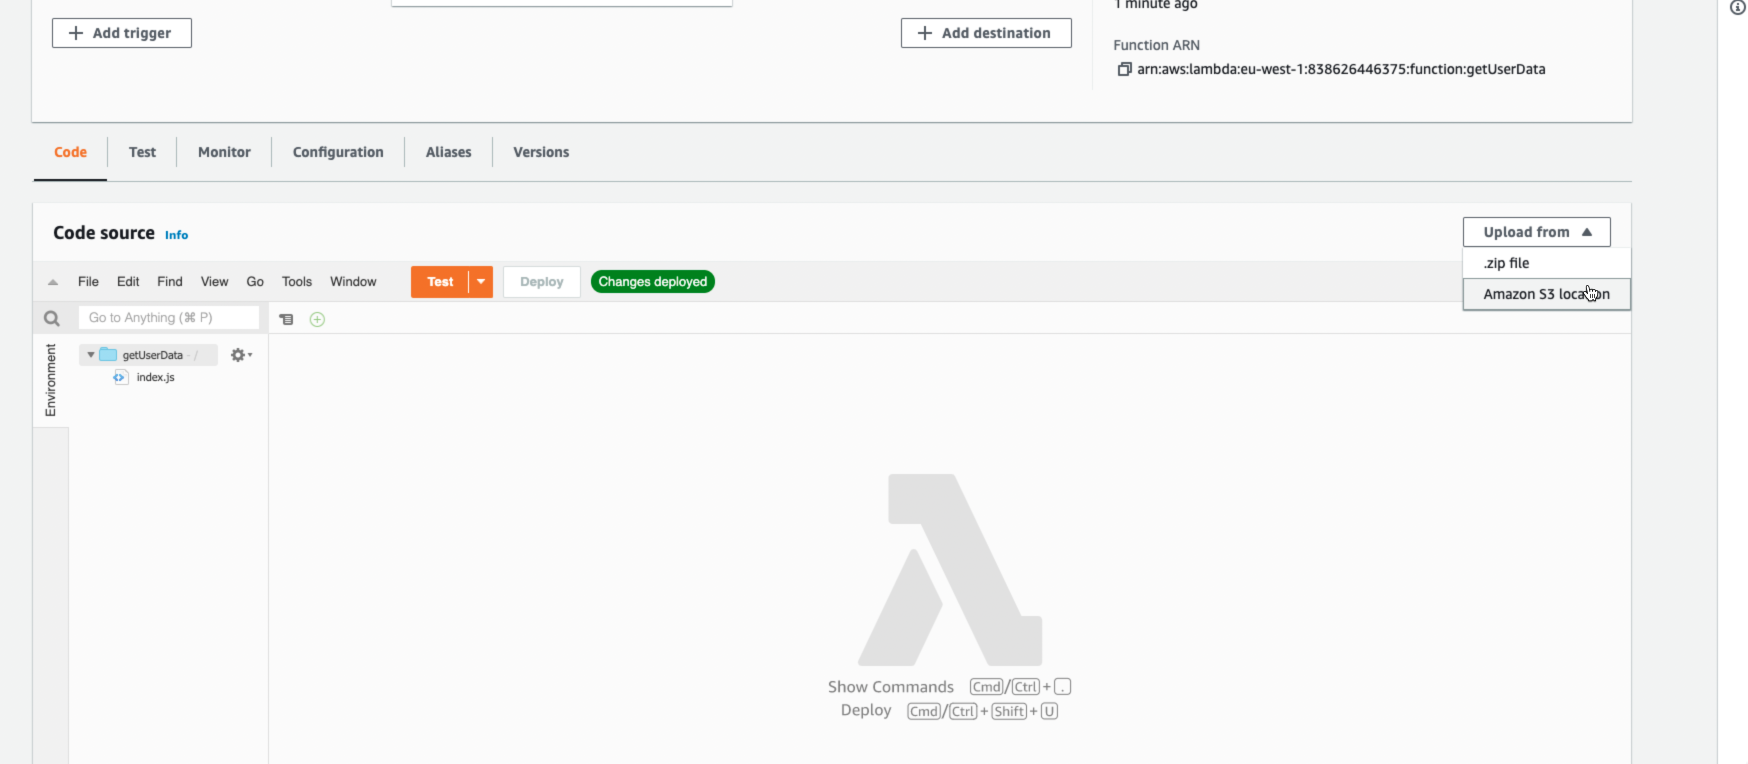 1 minute ago
Add trigger
Add destination
Function ARN
arn:aws:lambda:eu-west-1:838626446375:function:getUserData
Code Test Monitor Configuration Aliases Versions
Code source Info
Upload from
.zip file
Amazon S3 location
File Edit Find View Go Tools Window Test Deploy Changes deployed
Go to Anything (⌘ P)
Environment
getUserData - /
index.js
Show Commands Cmd/Ctrl + .
Deploy Cmd/Ctrl + Shift + U